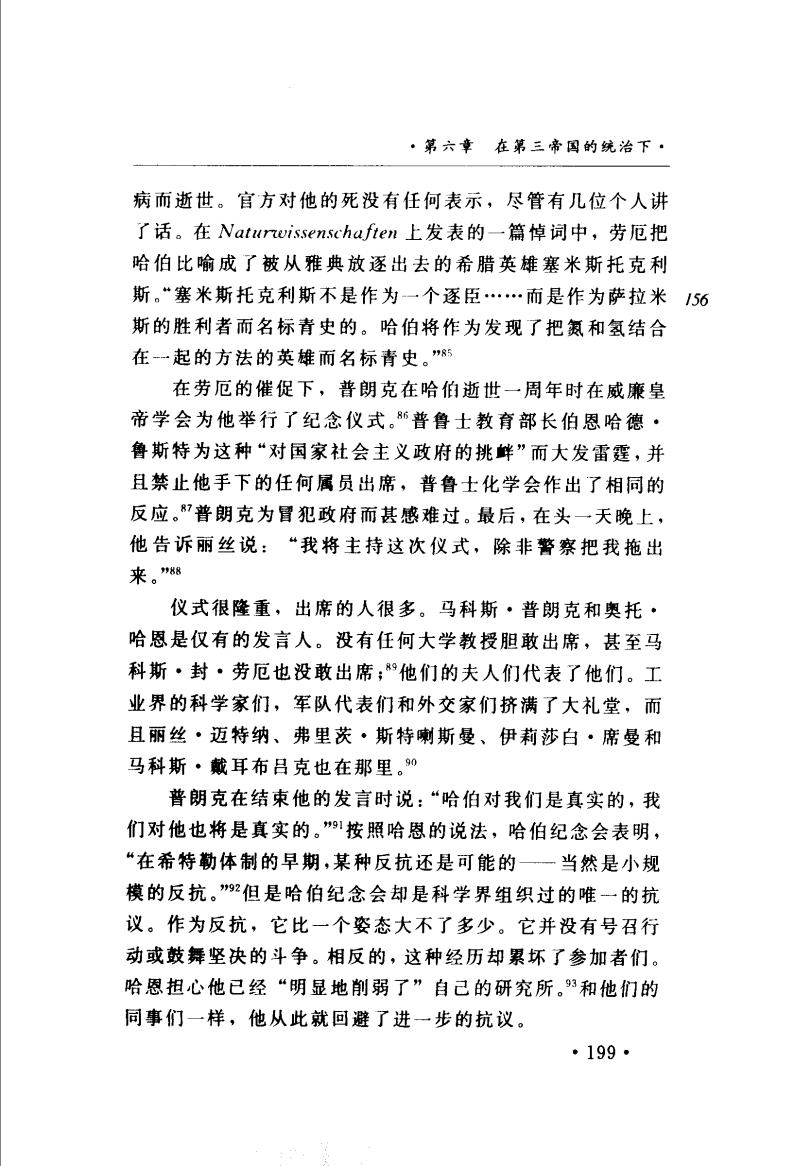 ·第六章　在第三帝国的统治下·
病而逝世。官方对他的死没有任何表示，尽管有几位个人讲
了话。在 Naturwissenschaften 上发表的一篇悼词中，劳厄把
哈伯比喻成了被从雅典放逐出去的希腊英雄塞米斯托克利
斯。“塞米斯托克利斯不是作为一个逐臣……而是作为萨拉米
156
斯的胜利者而名标青史的。哈伯将作为发现了把氮和氢结合
在一起的方法的英雄而名标青史。”85
在劳厄的催促下，普朗克在哈伯逝世一周年时在威廉皇
帝学会为他举行了纪念仪式。86普鲁士教育部长伯恩哈德·
鲁斯特为这种“对国家社会主义政府的挑衅”而大发雷霆，并
且禁止他手下的任何属员出席，普鲁士化学会作出了相同的
反应。87普朗克为冒犯政府而甚感难过。最后，在头一天晚上，
他告诉丽丝说：“我将主持这次仪式，除非警察把我拖出
来。”88
仪式很隆重，出席的人很多。马科斯·普朗克和奥托·
哈恩是仅有的发言人。没有任何大学教授胆敢出席，甚至马
科斯·封·劳厄也没敢出席；89他们的夫人们代表了他们。工
业界的科学家们，军队代表们和外交家们挤满了大礼堂，而
且丽丝·迈特纳、弗里茨·斯特喇斯曼、伊莉莎白·席曼和
马科斯·戴耳布吕克也在那里。90
普朗克在结束他的发言时说：“哈伯对我们是真实的，我
们对他也将是真实的。”91按照哈恩的说法，哈伯纪念会表明，
“在希特勒体制的早期，某种反抗还是可能的——当然是小规
模的反抗。”92但是哈伯纪念会却是科学界组织过的唯一的抗
议。作为反抗，它比一个姿态大不了多少。它并没有号召行
动或鼓舞坚决的斗争。相反的，这种经历却累坏了参加者们。
哈恩担心他已经“明显地削弱了”自己的研究所。93和他们的
同事们一样，他从此就回避了进一步的抗议。
·199·